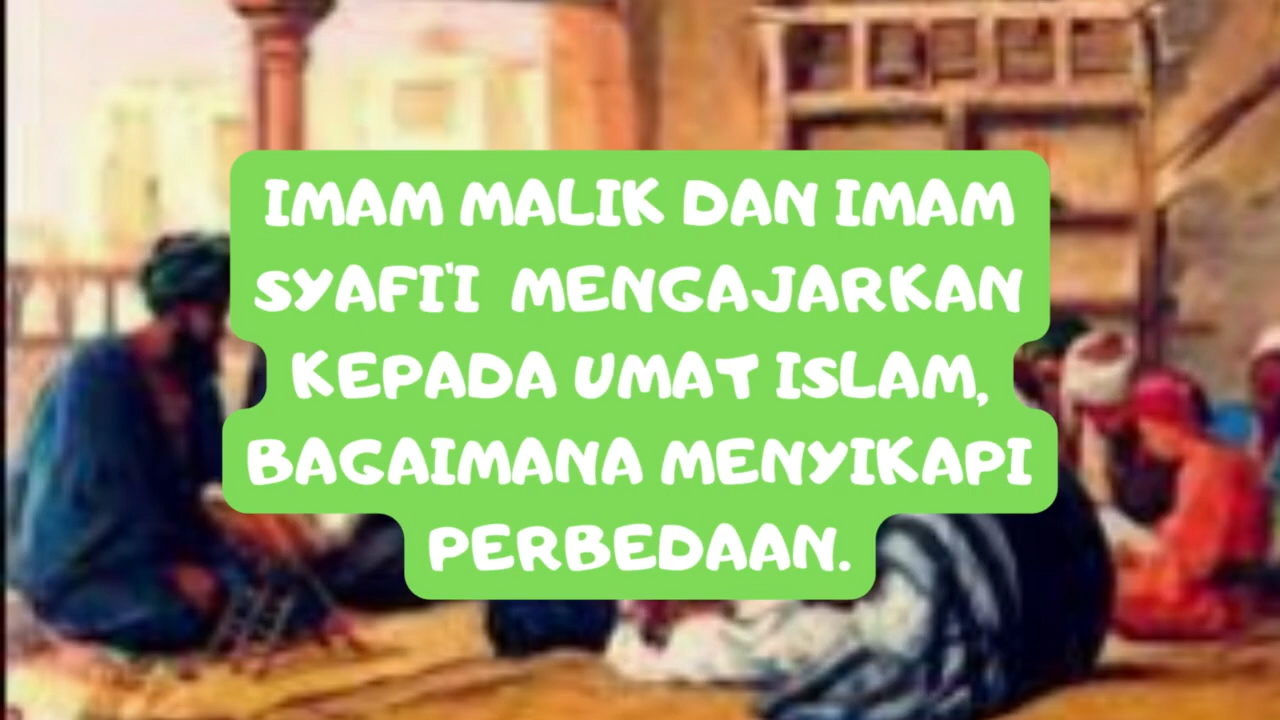 IMAM MALIK DAN IMAM
SYAFI'I MENGAJARKAN
KEPADA UMAT ISLAM,
BAGAIMANA MENYIKAPI
PERBEDAAN.